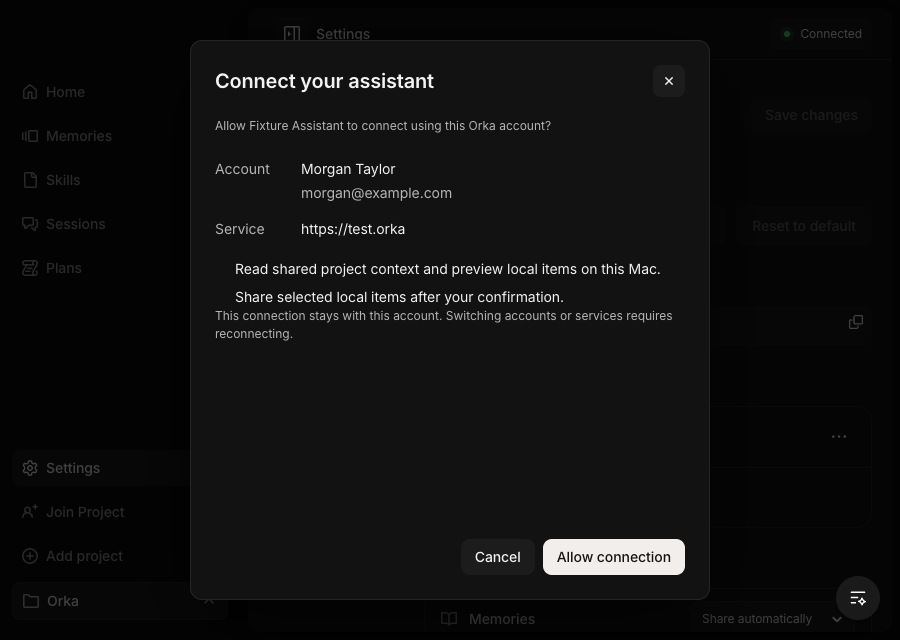 Settings
Connected
Connect your assistant
Home
Save changes
Allow Fixture Assistant to connect using this Orka account?
Memories
Account
Morgan Taylor
Skills
morgan@example.com
Sessions
Service
https://test.orka
Reset to default
Plans
Read shared project context and preview local items on this Mac.
Share selected local items after your confirmation.
This connection stays with this account. Switching accounts or services requires
reconnecting.
Settings
Join Project
Add project
Cancel
Allow connection
Orka
Memories
Share automatically